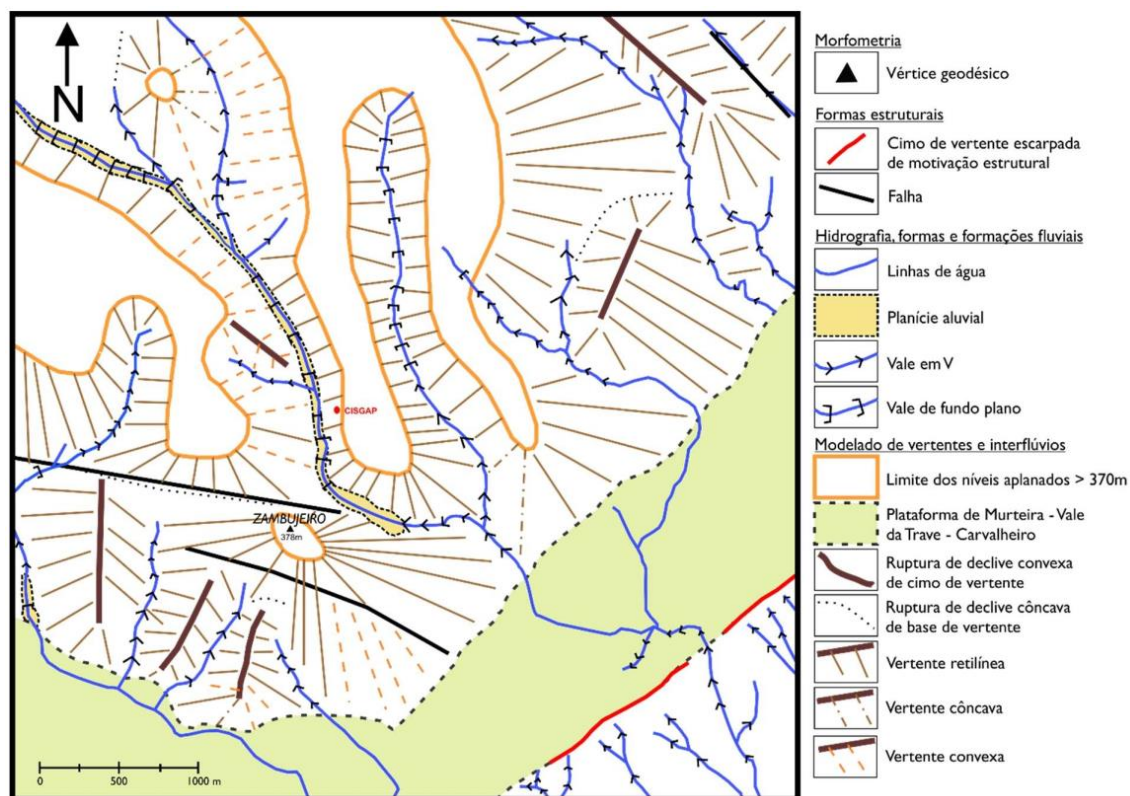 N
CISGAP
ZAMBUJEIRO
378m
0 500 1000 m
Morfometria
Vértice geodésico
Formas estruturais
Cimo de vertente escarpada
de motivação estrutural
Falha
Hidrografia, formas e formações fluviais
Linhas de água
Planície aluvial
Vale em V
Vale de fundo plano
Modelado de vertentes e interflúvios
Limite dos níveis aplanados > 370m
Plataforma de Murteira - Vale
da Trave - Carvalheiro
Ruptura de declive convexa
de cimo de vertente
Ruptura de declive côncava
de base de vertente
Vertente retilínea
Vertente côncava
Vertente convexa